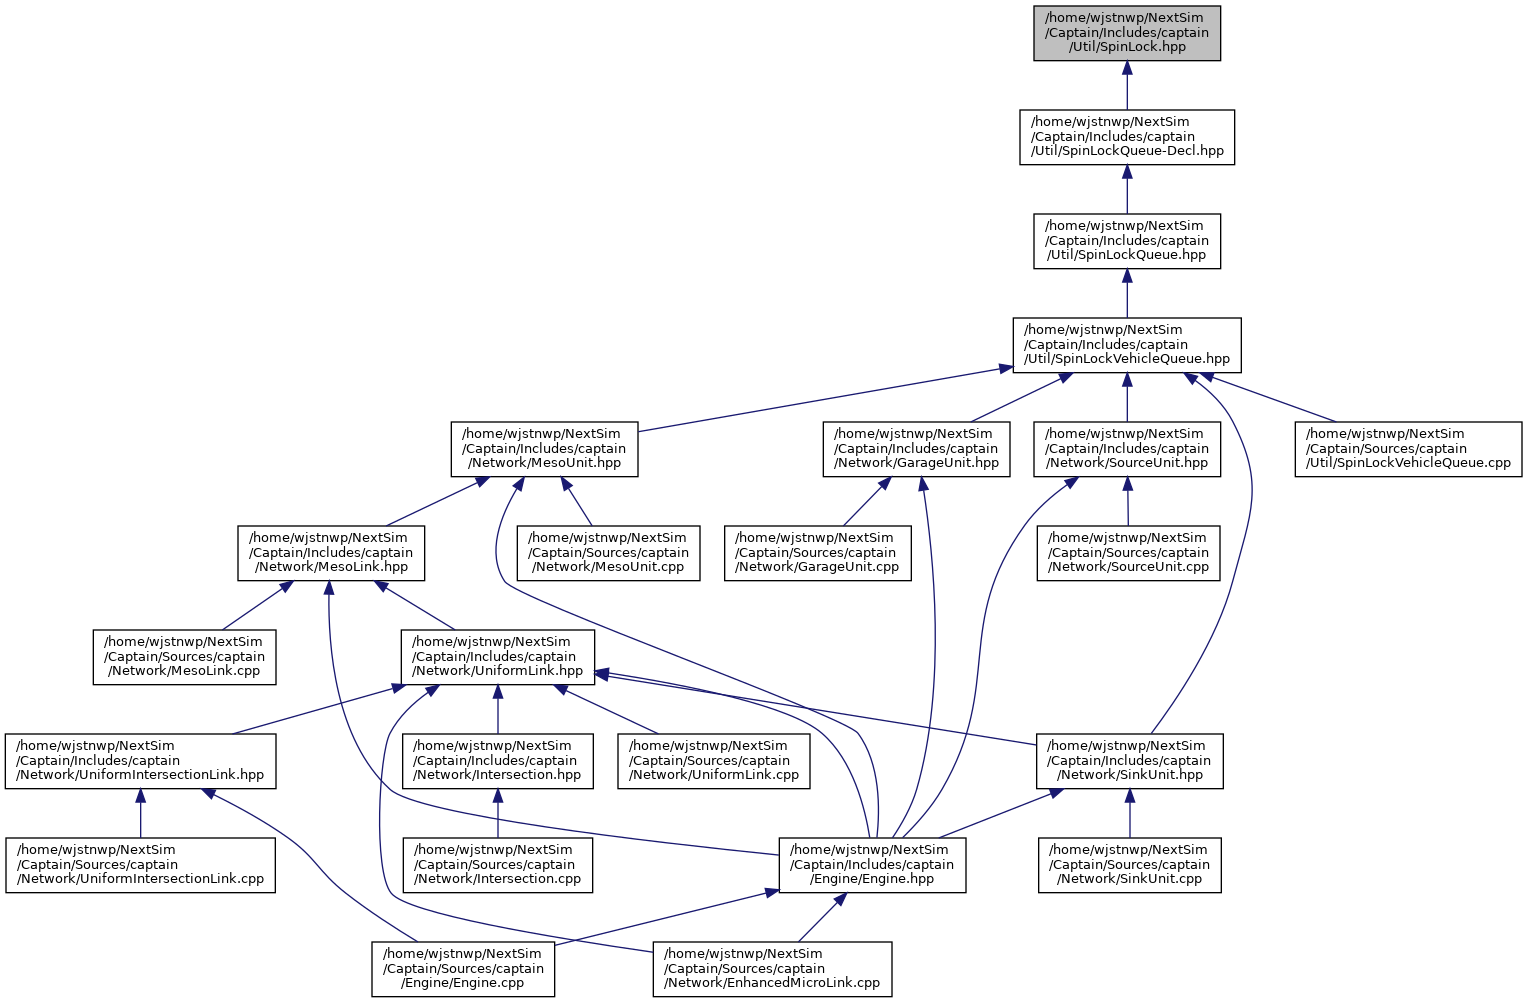 /home/wjstnwp/NextSim
/Captain/Includes/captain
/Util/SpinLock.hpp
/home/wjstnwp/NextSim
/Captain/Includes/captain
/Util/SpinLockQueue-Decl.hpp
/home/wjstnwp/NextSim
/Captain/Includes/captain
/Util/SpinLockQueue.hpp
/home/wjstnwp/NextSim
/Captain/Includes/captain
/Util/SpinLockVehicleQueue.hpp
/home/wjstnwp/NextSim
/Captain/Includes/captain
/Network/MesoUnit.hpp
/home/wjstnwp/NextSim
/Captain/Includes/captain
/Network/GarageUnit.hpp
/home/wjstnwp/NextSim
/Captain/Includes/captain
/Network/SourceUnit.hpp
/home/wjstnwp/NextSim
/Captain/Sources/captain
/Util/SpinLockVehicleQueue.cpp
/home/wjstnwp/NextSim
/Captain/Includes/captain
/Network/MesoLink.hpp
/home/wjstnwp/NextSim
/Captain/Sources/captain
/Network/MesoUnit.cpp
/home/wjstnwp/NextSim
/Captain/Sources/captain
/Network/GarageUnit.cpp
/home/wjstnwp/NextSim
/Captain/Sources/captain
/Network/SourceUnit.cpp
/home/wjstnwp/NextSim
/Captain/Sources/captain
/Network/MesoLink.cpp
/home/wjstnwp/NextSim
/Captain/Includes/captain
/Network/UniformLink.hpp
/home/wjstnwp/NextSim
/Captain/Includes/captain
/Network/UniformIntersectionLink.hpp
/home/wjstnwp/NextSim
/Captain/Includes/captain
/Network/Intersection.hpp
/home/wjstnwp/NextSim
/Captain/Sources/captain
/Network/UniformLink.cpp
/home/wjstnwp/NextSim
/Captain/Includes/captain
/Network/SinkUnit.hpp
/home/wjstnwp/NextSim
/Captain/Sources/captain
/Network/UniformIntersectionLink.cpp
/home/wjstnwp/NextSim
/Captain/Sources/captain
/Network/Intersection.cpp
/home/wjstnwp/NextSim
/Captain/Includes/captain
/Engine/Engine.hpp
/home/wjstnwp/NextSim
/Captain/Sources/captain
/Network/SinkUnit.cpp
/home/wjstnwp/NextSim
/Captain/Sources/captain
/Engine/Engine.cpp
/home/wjstnwp/NextSim
/Captain/Sources/captain
/Network/EnhancedMicroLink.cpp